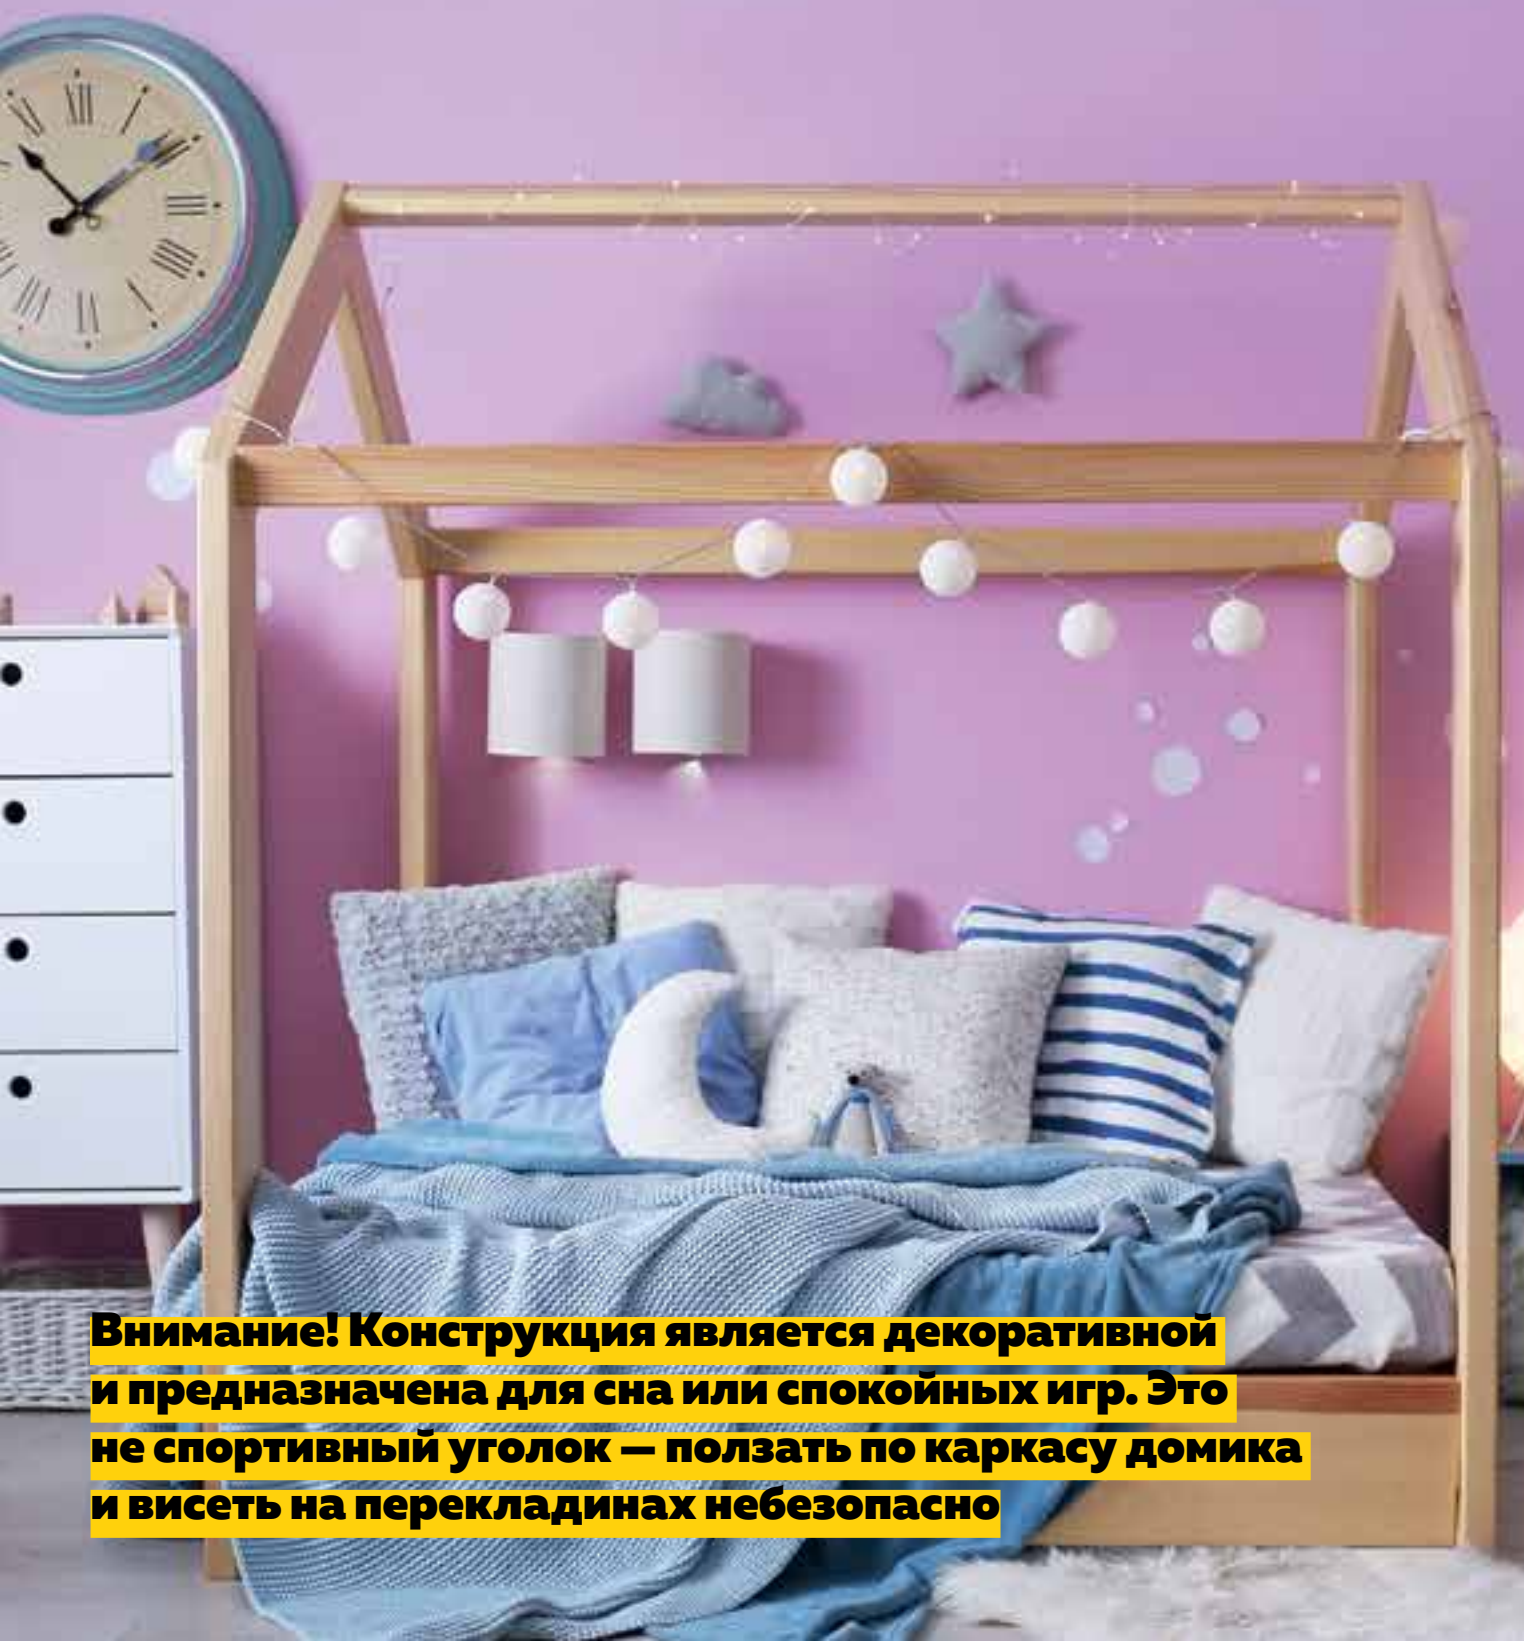 Внимание! Конструкция является декоративной
и предназначена для сна или спокойных игр. Это
не спортивный уголок — ползать по каркасу домика
и висеть на перекладинах небезопасно